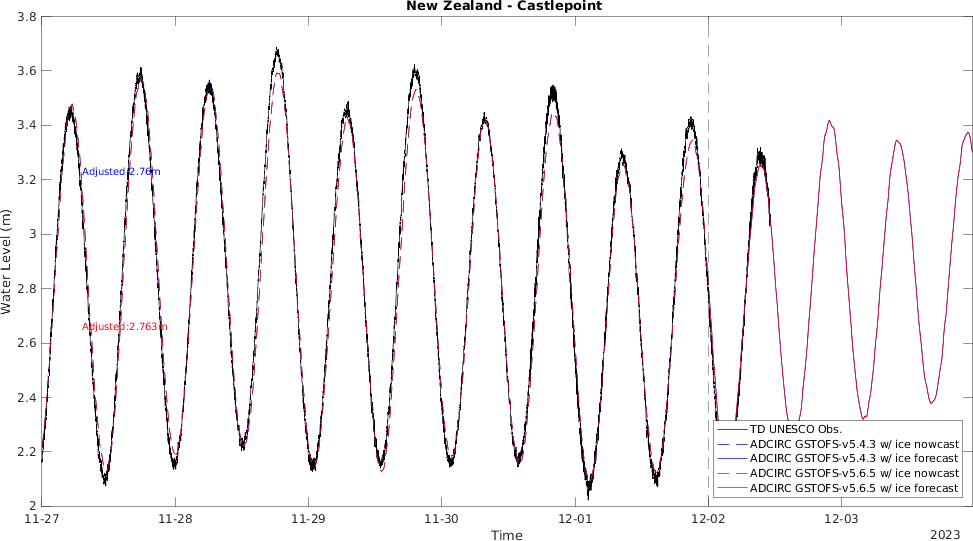 New Zealand - Castlepoint
3.8
3.6
3.4
3.2
3
2.8
2.6
2.4
2.2
2
Water Level (m)
Adjusted:2.76m
Adjusted:2.763m
TD UNESCO Obs.
ADCIRC GSTOFS-v5.4.3 w/ ice nowcast
ADCIRC GSTOFS-v5.4.3 w/ ice forecast
ADCIRC GSTOFS-v5.6.5 w/ ice nowcast
ADCIRC GSTOFS-v5.6.5 w/ ice forecast
11-27 11-28 11-29 11-30 12-01 12-02 12-03
Time
2023